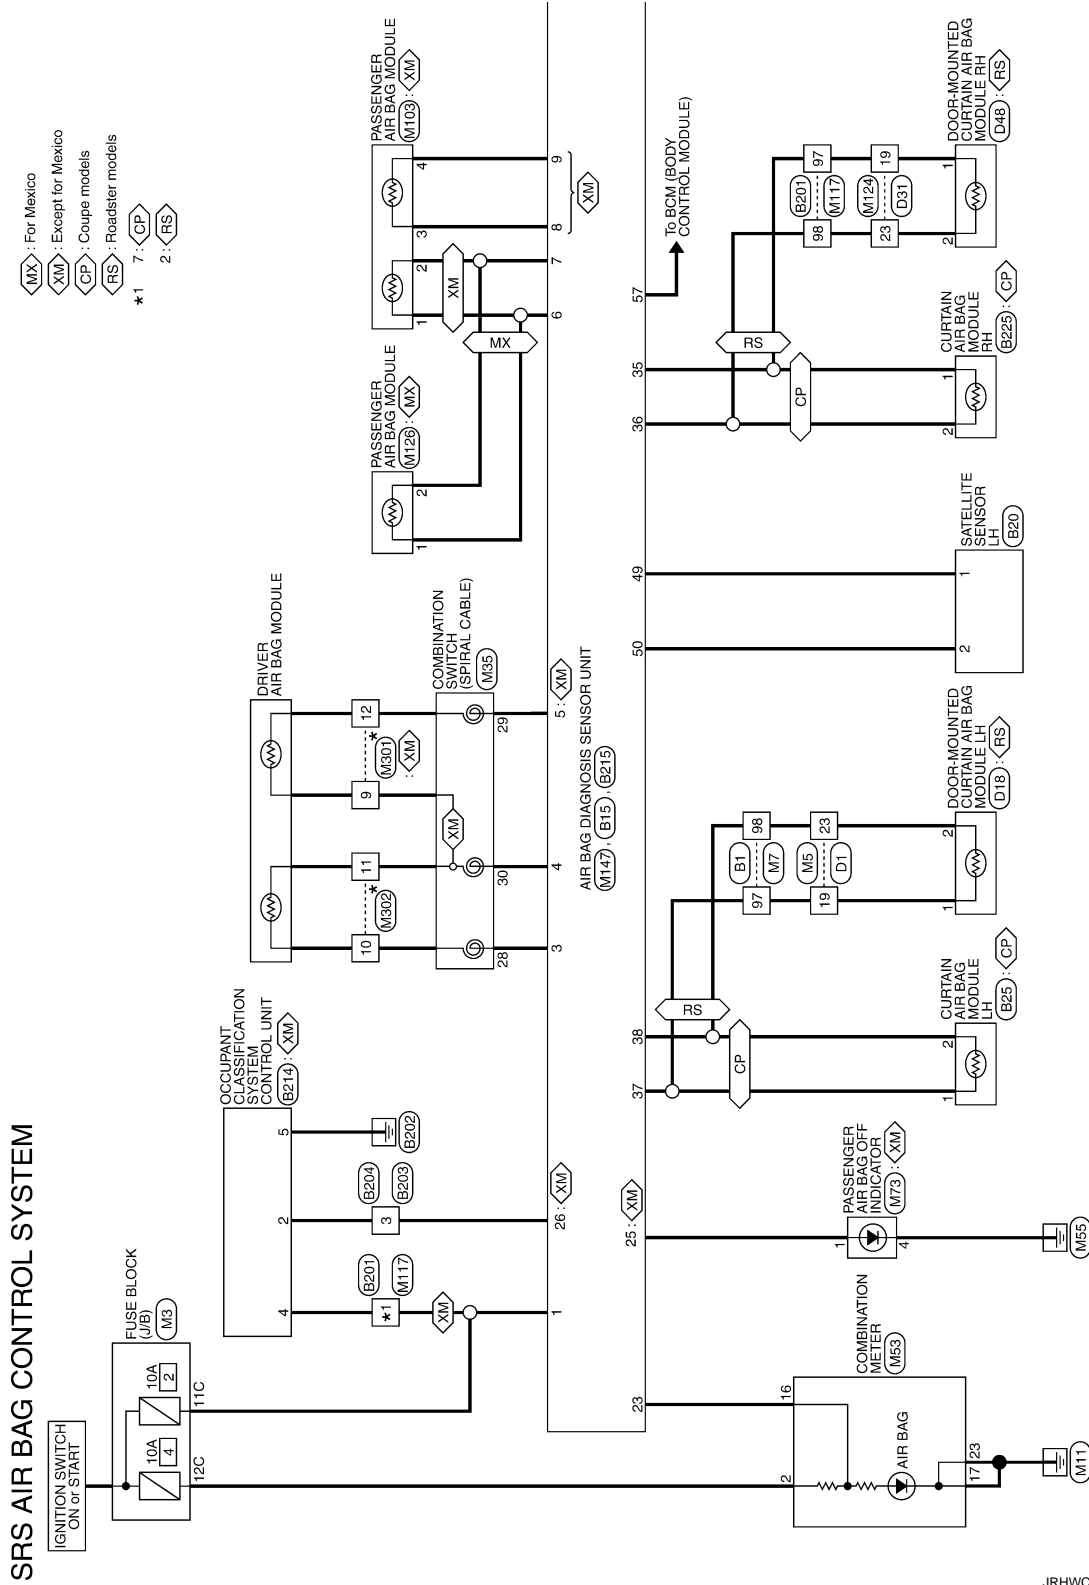 SRS AIR BAG CONTROL SYSTEM
IGNITION SWITCH
ON or START
FUSE BLOCK
(J/B)
M3
10A
4
10A
2
12C
11C
MX : For Mexico
XM : Except for Mexico
CP : Coupe models
RS : Roadster models
*1 7 : CP
2 : RS
OCCUPANT
CLASSIFICATION
SYSTEM
CONTROL UNIT
B214 : XM
4
2
5
*1
B201
M117
3
B204
B203
B202
XM
1
26 : XM
DRIVER
AIR BAG MODULE
10
11
9
12
*
M302
*
M301
: XM
COMBINATION
SWITCH
(SPIRAL CABLE)
M35
XM
28
30
29
3
4
5 : XM
PASSENGER
AIR BAG MODULE
M126 : MX
1
2
PASSENGER
AIR BAG MODULE
M103 : XM
1
2
3
4
XM
MX
6
7
8
9
XM
AIR BAG DIAGNOSIS SENSOR UNIT
M147 , B15 , B215
23
25 : XM
37
38
50
49
36
35
57
To BCM (BODY
CONTROL MODULE)
COMBINATION
METER
M53
2
16
AIR BAG
17
23
M11
PASSENGER
AIR BAG OFF
INDICATOR
M73 : XM
1
4
M55
RS
CP
CURTAIN
AIR BAG
MODULE
LH
B25 : CP
1
2
97
98
B1
M7
19
23
M5
D1
DOOR-MOUNTED
CURTAIN AIR BAG
MODULE LH
D18 : RS
1
2
SATELLITE
SENSOR
LH
B20
2
1
RS
CP
CURTAIN
AIR BAG
MODULE
RH
B225 : CP
2
1
98
97
B201
M117
23
19
M124
D31
DOOR-MOUNTED
CURTAIN AIR BAG
MODULE RH
D48 : RS
2
1